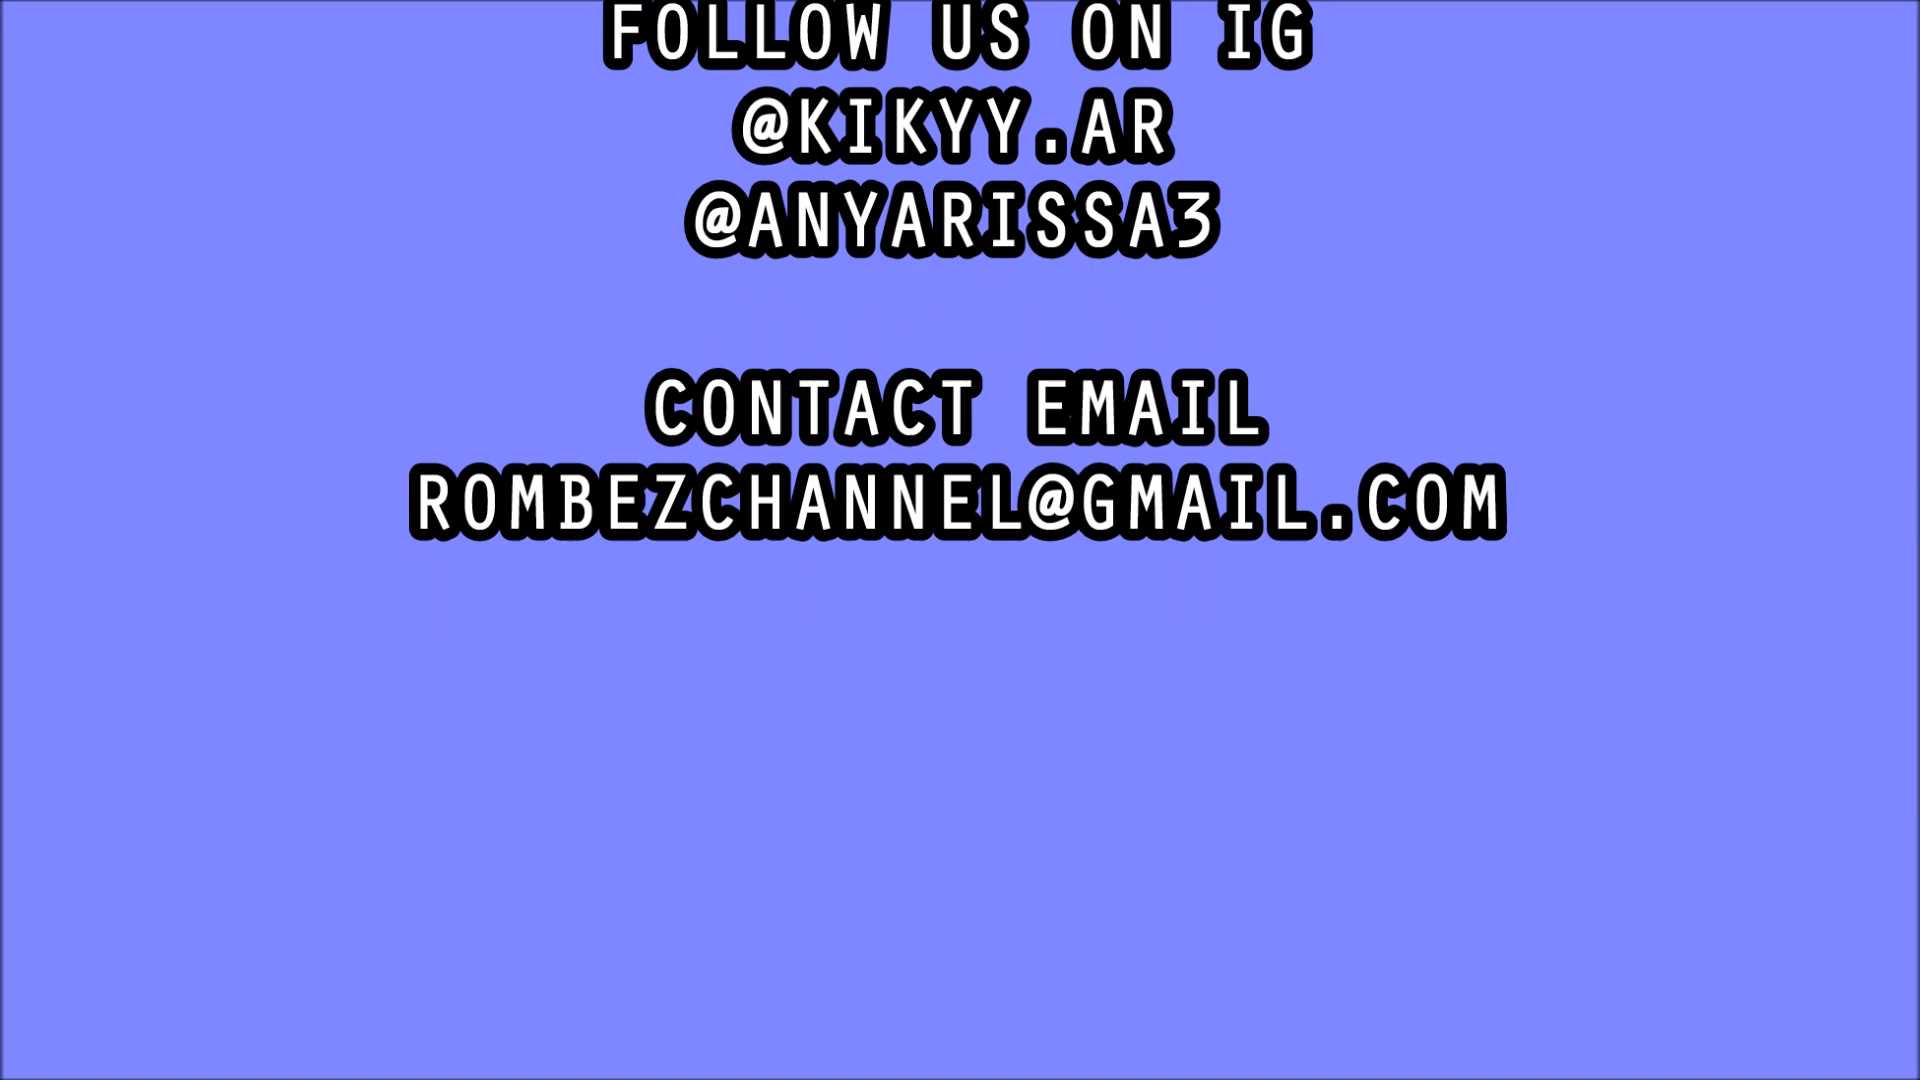 FOLLOW US ON IG
@KIKYY.AR
@ANYARISSA3
CONTACT EMAIL
ROMBEZCHANNEL@GMAIL.COM